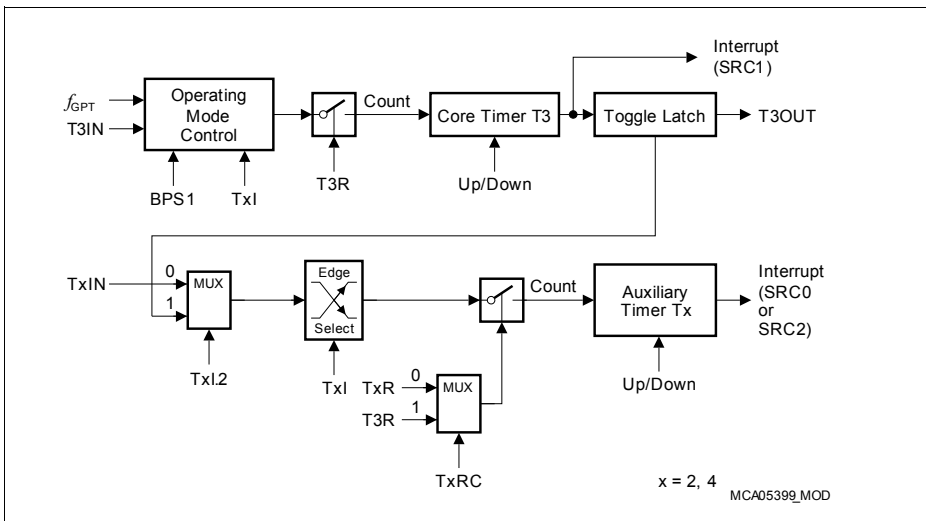 Interrupt
(SRC1)
fGPT
T3IN
Operating
Mode
Control
Count
Core Timer T3
Toggle Latch
T3OUT
BPS1
TxI
T3R
Up/Down
TxIN
0
1
MUX
Edge
Select
Count
Auxiliary
Timer Tx
Interrupt
(SRC0
or
SRC2)
TxI.2
TxI
TxR
0
T3R
1
MUX
Up/Down
TxRC
x = 2, 4
MCA05399_MOD